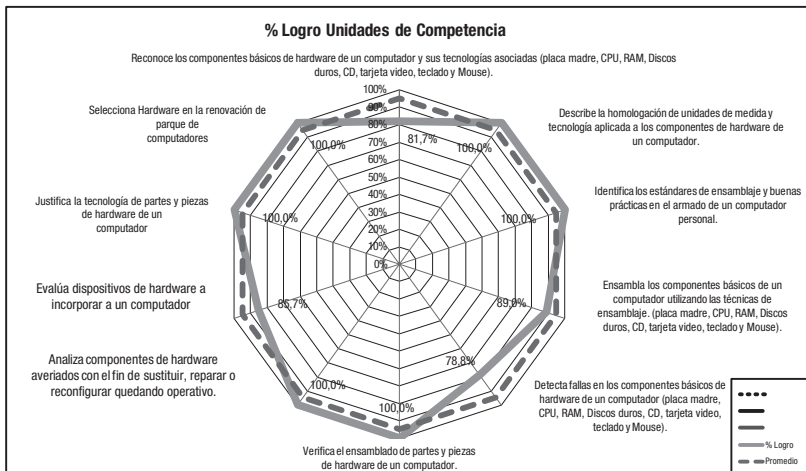 % Logro Unidades de Competencia
Reconoce los componentes básicos de hardware de un computador y sus tecnologías asociadas (placa madre, CPU, RAM, Discos
duros, CD, tarjeta video, teclado y Mouse).
100%
90%
80%
70%
60%
50%
40%
30%
20%
10%
0%
81,7%
Describe la homologación de unidades de medida y
tecnología aplicada a los componentes de hardware de
un computador.
100,0%
Identifica los estándares de ensamblaje y buenas
prácticas en el armado de un computador
personal.
100,0%
Ensambla los componentes básicos de un
computador utilizando las técnicas de
ensamblaje. (placa madre, CPU, RAM, Discos
duros, CD, tarjeta video, teclado y Mouse).
89,0%
Detecta fallas en los componentes básicos de
hardware de un computador (placa madre,
CPU, RAM, Discos duros, CD, tarjeta video,
teclado y Mouse).
78,8%
Verifica el ensamblado de partes y piezas
de hardware de un computador.
100,0%
Analiza componentes de hardware
averiados con el fin de sustituir, reparar o
reconfigurar quedando operativo.
100,0%
Evalúa dispositivos de hardware a
incorporar a un computador
85,7%
Justifica la tecnología de partes y piezas
de hardware de un
computador
100,0%
Selecciona Hardware en la renovación de
parque de
computadores
100,0%
% Logro
Promedio